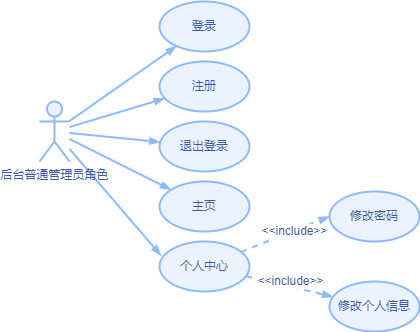 登录
注册
退出登录
后台普通管理员角色
主页
修改密码
<<include>>
个人中心
<<include>>
修改个人信息